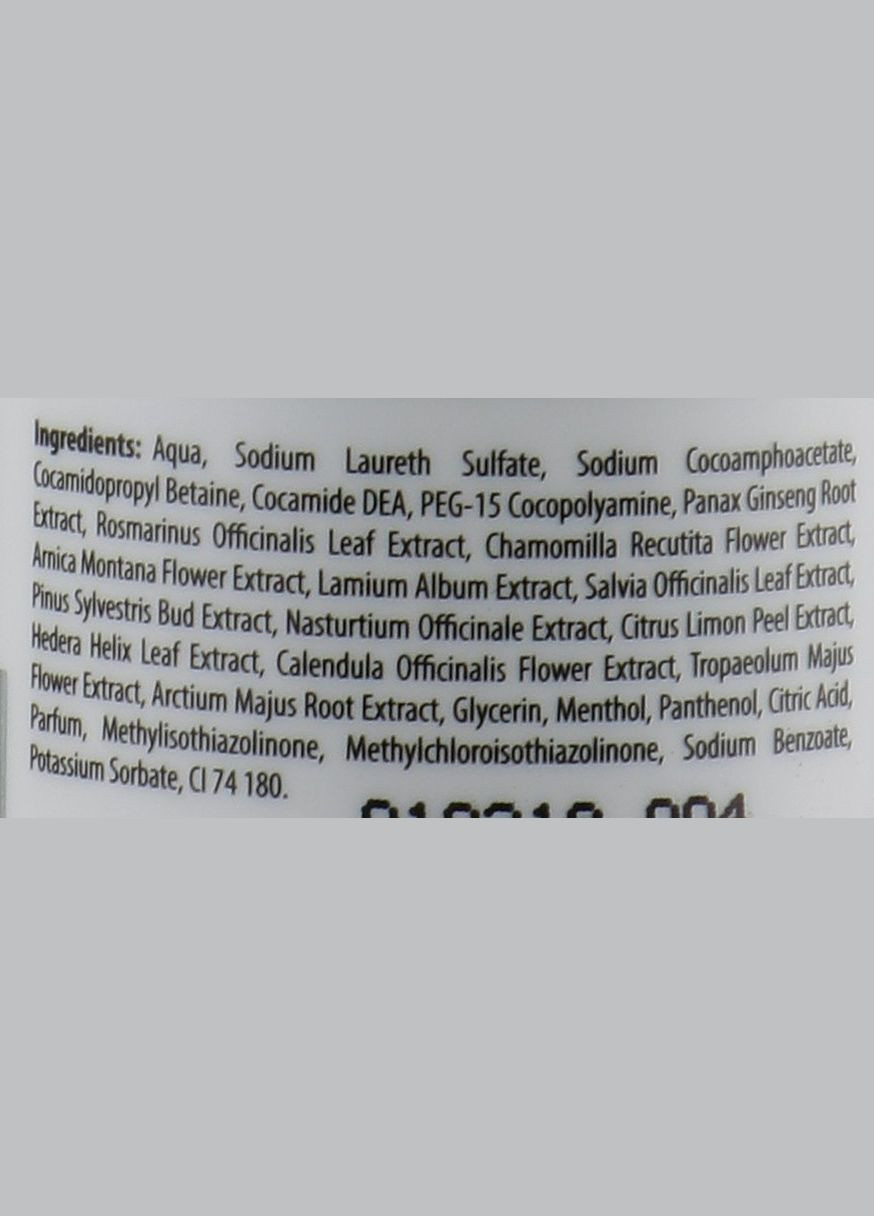 Ingredients: Aqua, Sodium Laureth Sulfate, Sodium Cocoamphoacetate,
Cocamidopropyl Betaine, Cocamide DEA, PEG-15 Cocopolyamine, Panax Ginseng Root
Extract, Rosmarinus Officinalis Leaf Extract, Chamomilla Recutita Flower Extract,
Arnica Montana Flower Extract, Lamium Album Extract, Salvia Officinalis Leaf Extract,
Pinus Sylvestris Bud Extract, Nasturtium Officinale Extract, Citrus Limon Peel Extract,
Hedera Helix Leaf Extract, Calendula Officinalis Flower Extract, Tropaeolum Majus
Flower Extract, Arctium Majus Root Extract, Glycerin, Menthol, Panthenol, Citric Acid,
Parfum, Methylisothiazolinone, Methylchloroisothiazolinone, Sodium Benzoate,
Potassium Sorbate, CI 74 180.